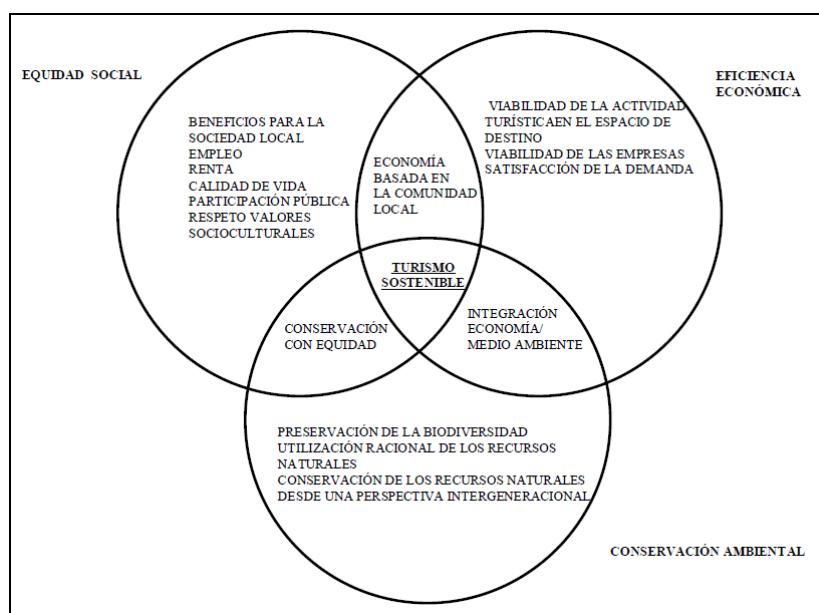 EQUIDAD SOCIAL
EFICIENCIA
ECONÓMICA
BENEFICIOS PARA LA
SOCIEDAD LOCAL
EMPLEO
RENTA
CALIDAD DE VIDA
PARTICIPACIÓN PÚBLICA
RESPETO VALORES
SOCIOCULTURALES
ECONOMÍA
BASADA EN
LA COMUNIDAD
LOCAL
VIABILIDAD DE LA ACTIVIDAD
TURÍSTICAEN EL ESPACIO DE
DESTINO
VIABILIDAD DE LAS EMPRESAS
SATISFACCIÓN DE LA DEMANDA
TURISMO
SOSTENIBLE
CONSERVACIÓN
CON EQUIDAD
INTEGRACIÓN
ECONOMÍA/
MEDIO AMBIENTE
PRESERVACIÓN DE LA BIODIVERSIDAD
UTILIZACIÓN RACIONAL DE LOS RECURSOS
NATURALES
CONSERVACIÓN DE LOS RECURSOS NATURALES
DESDE UNA PERSPECTIVA INTERGENERACIONAL
CONSERVACIÓN AMBIENTAL